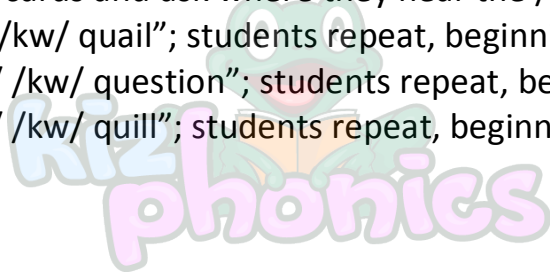 cards and ask where they hear the /
/kw/ quail”; students repeat, beginn
/ /kw/ question”; students repeat, be
/ /kw/ quill”; students repeat, beginn
kiz
phonics